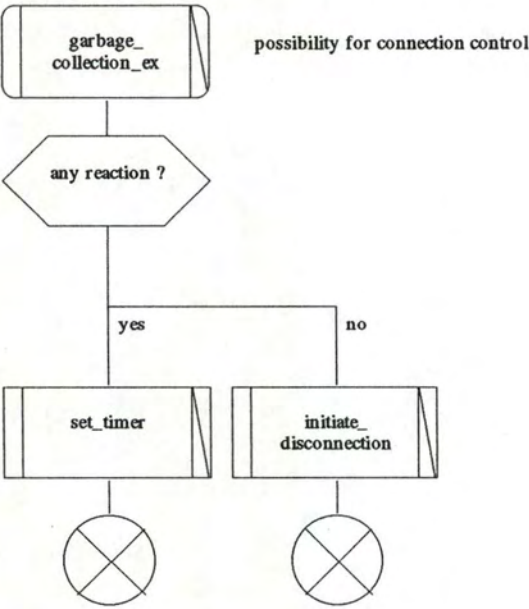 garbage_
collection_ex
possibility for connection control
any reaction ?
yes
no
set_timer
initiate_
disconnection